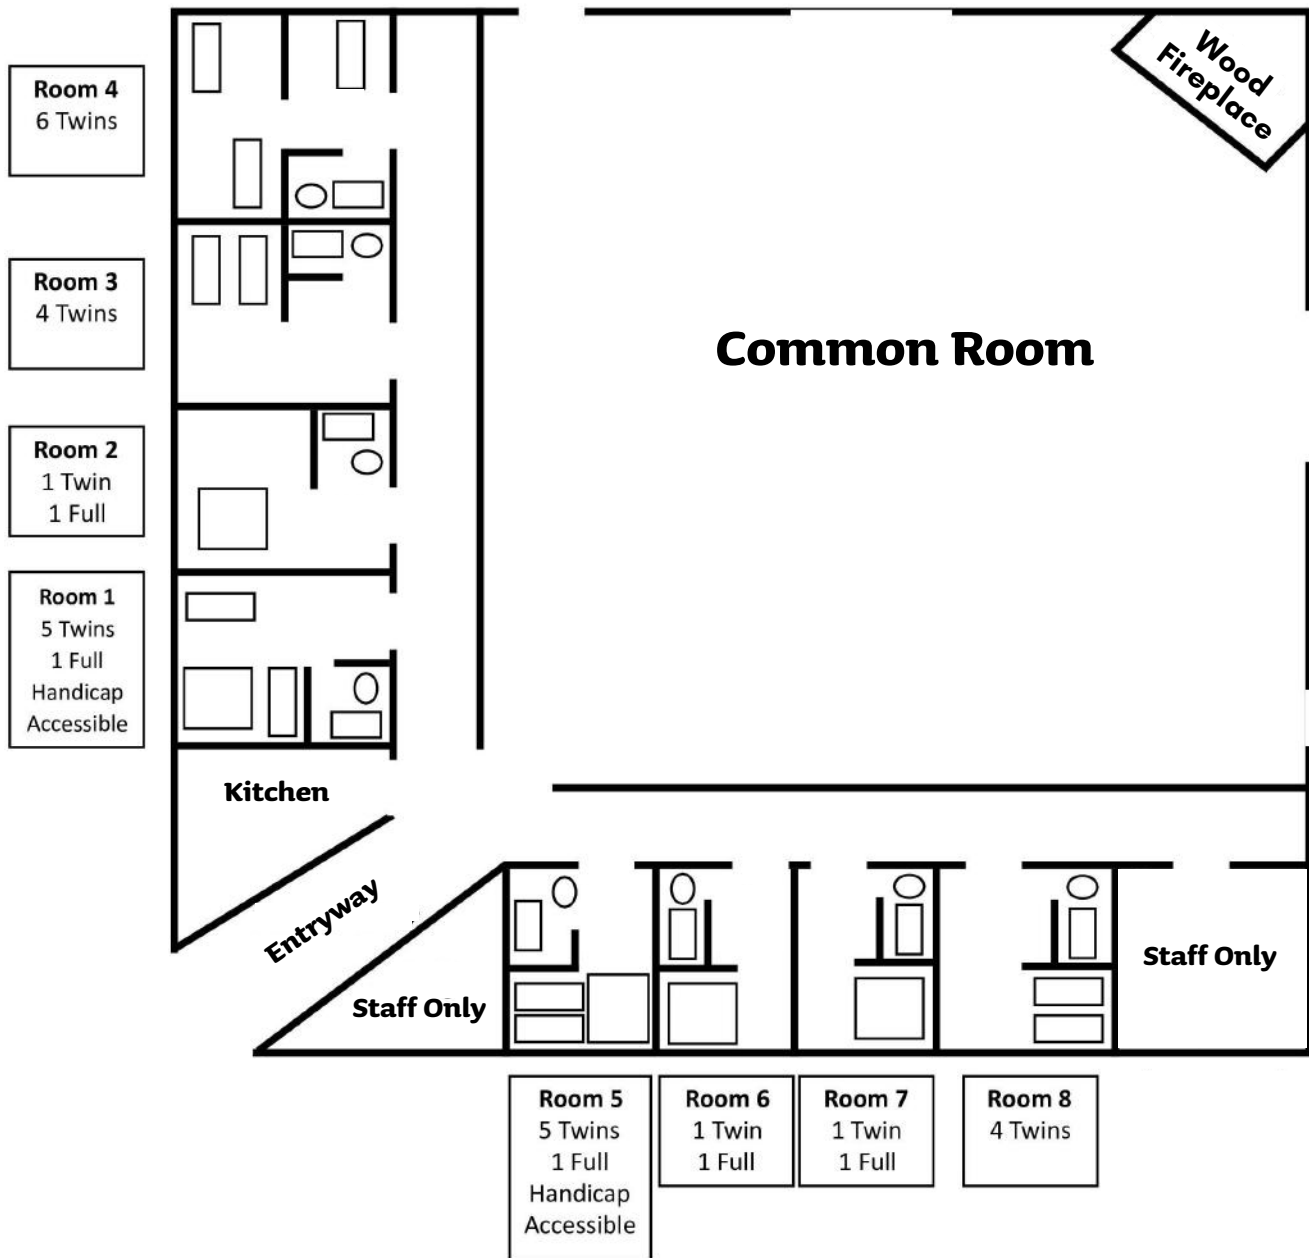 Wood
Fireplace
Room 4
6 Twins
Room 3
4 Twins
Common Room
Room 2
1 Twin
1 Full
Room 1
5 Twins
1 Full
Handicap
Accessible
Kitchen
Entryway
Staff Only
Staff Only
Room 5
5 Twins
1 Full
Handicap
Accessible
Room 6
1 Twin
1 Full
Room 7
1 Twin
1 Full
Room 8
4 Twins